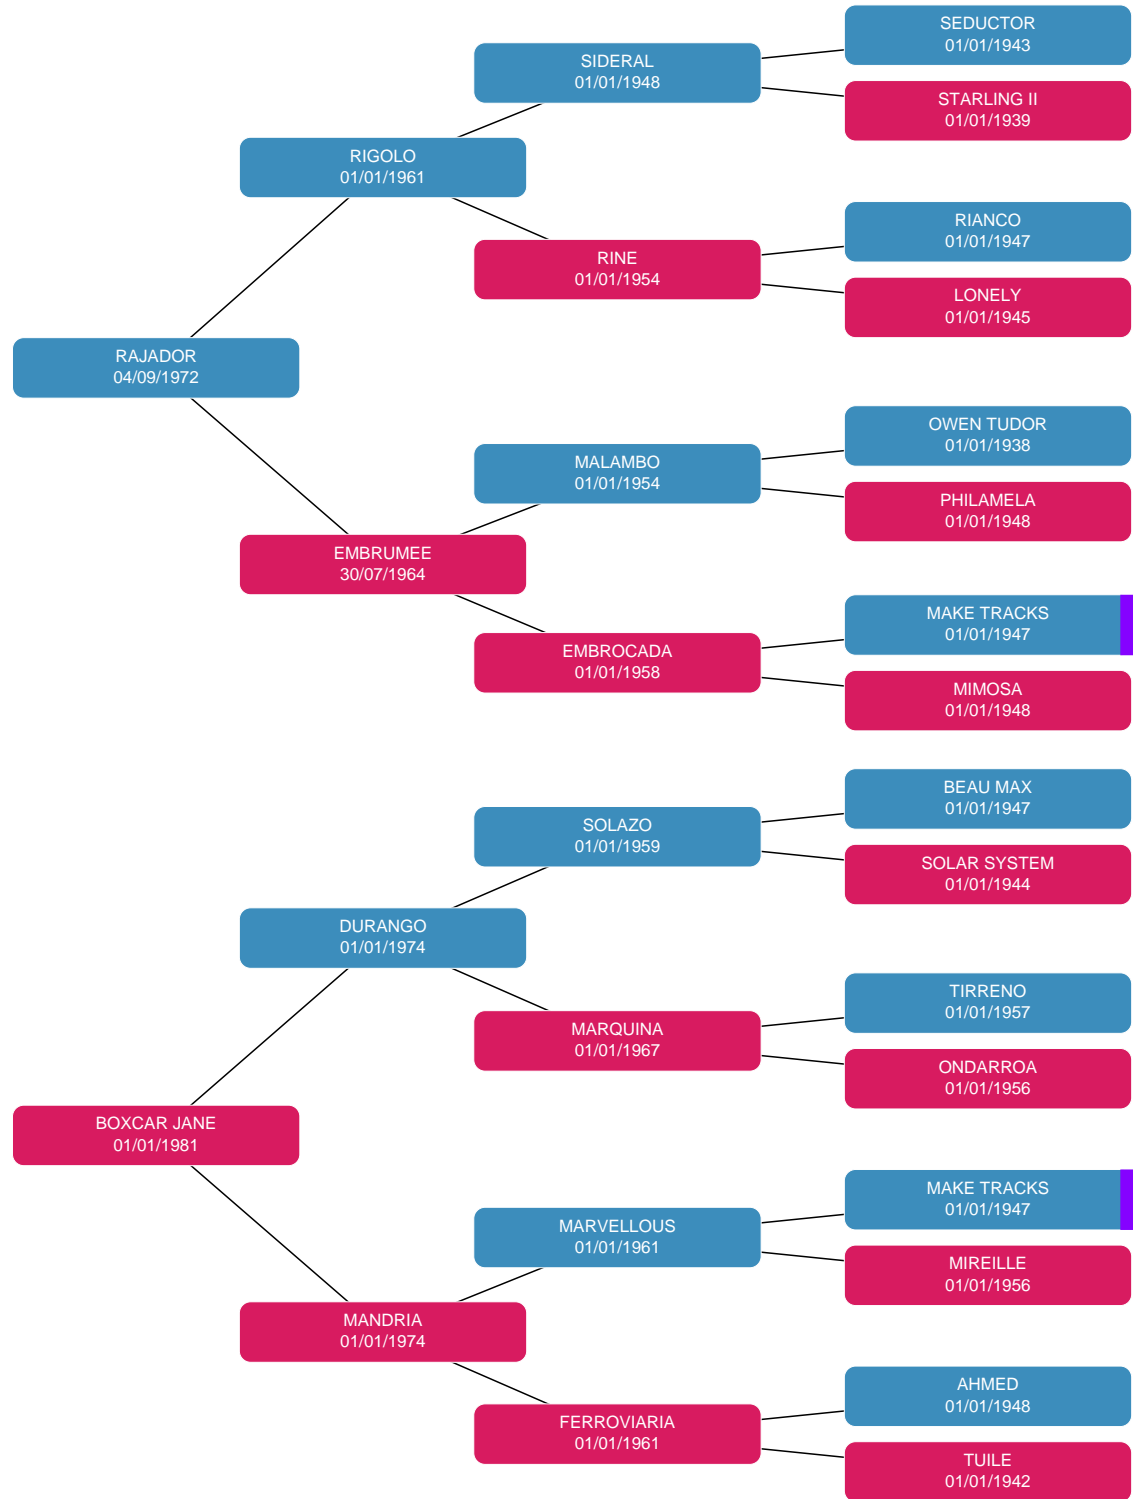 SEDUCTOR
01/01/1943
SIDERAL
01/01/1948
STARLING II
01/01/1939
RIGOLO
01/01/1961
RIANCO
01/01/1947
RINE
01/01/1954
LONELY
01/01/1945
RAJADOR
04/09/1972
OWEN TUDOR
01/01/1938
MALAMBO
01/01/1954
PHILAMELA
01/01/1948
EMBRUMEE
30/07/1964
MAKE TRACKS
01/01/1947
EMBROCADA
01/01/1958
MIMOSA
01/01/1948
BEAU MAX
01/01/1947
SOLAZO
01/01/1959
SOLAR SYSTEM
01/01/1944
DURANGO
01/01/1974
TIRRENO
01/01/1957
MARQUINA
01/01/1967
ONDARROA
01/01/1956
BOXCAR JANE
01/01/1981
MAKE TRACKS
01/01/1947
MARVELLOUS
01/01/1961
MIREILLE
01/01/1956
MANDRIA
01/01/1974
AHMED
01/01/1948
FERROVIARIA
01/01/1961
TUILE
01/01/1942